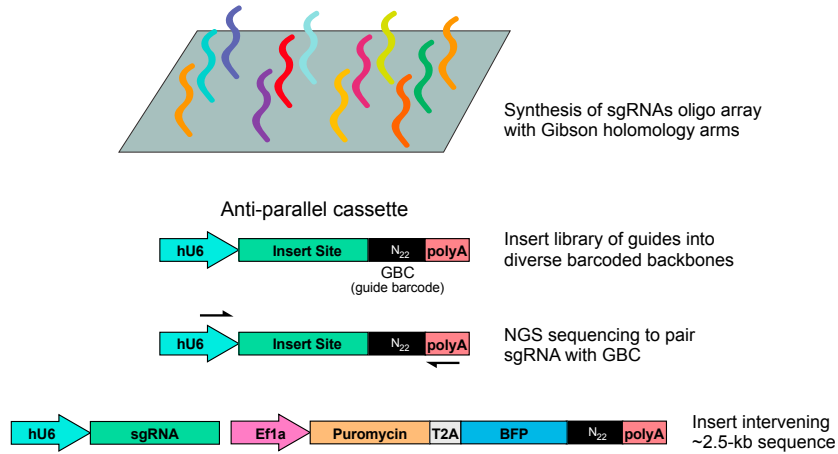 Synthesis of sgRNAs oligo array
with Gibson holomology arms
Anti-parallel cassette
hU6 Insert Site N22 polyA
GBC
(guide barcode)
Insert library of guides into
diverse barcoded backbones
hU6 Insert Site N22 polyA
NGS sequencing to pair
sgRNA with GBC
hU6 sgRNA Ef1a Puromycin T2A BFP N22 polyA
Insert intervening
~2.5-kb sequence